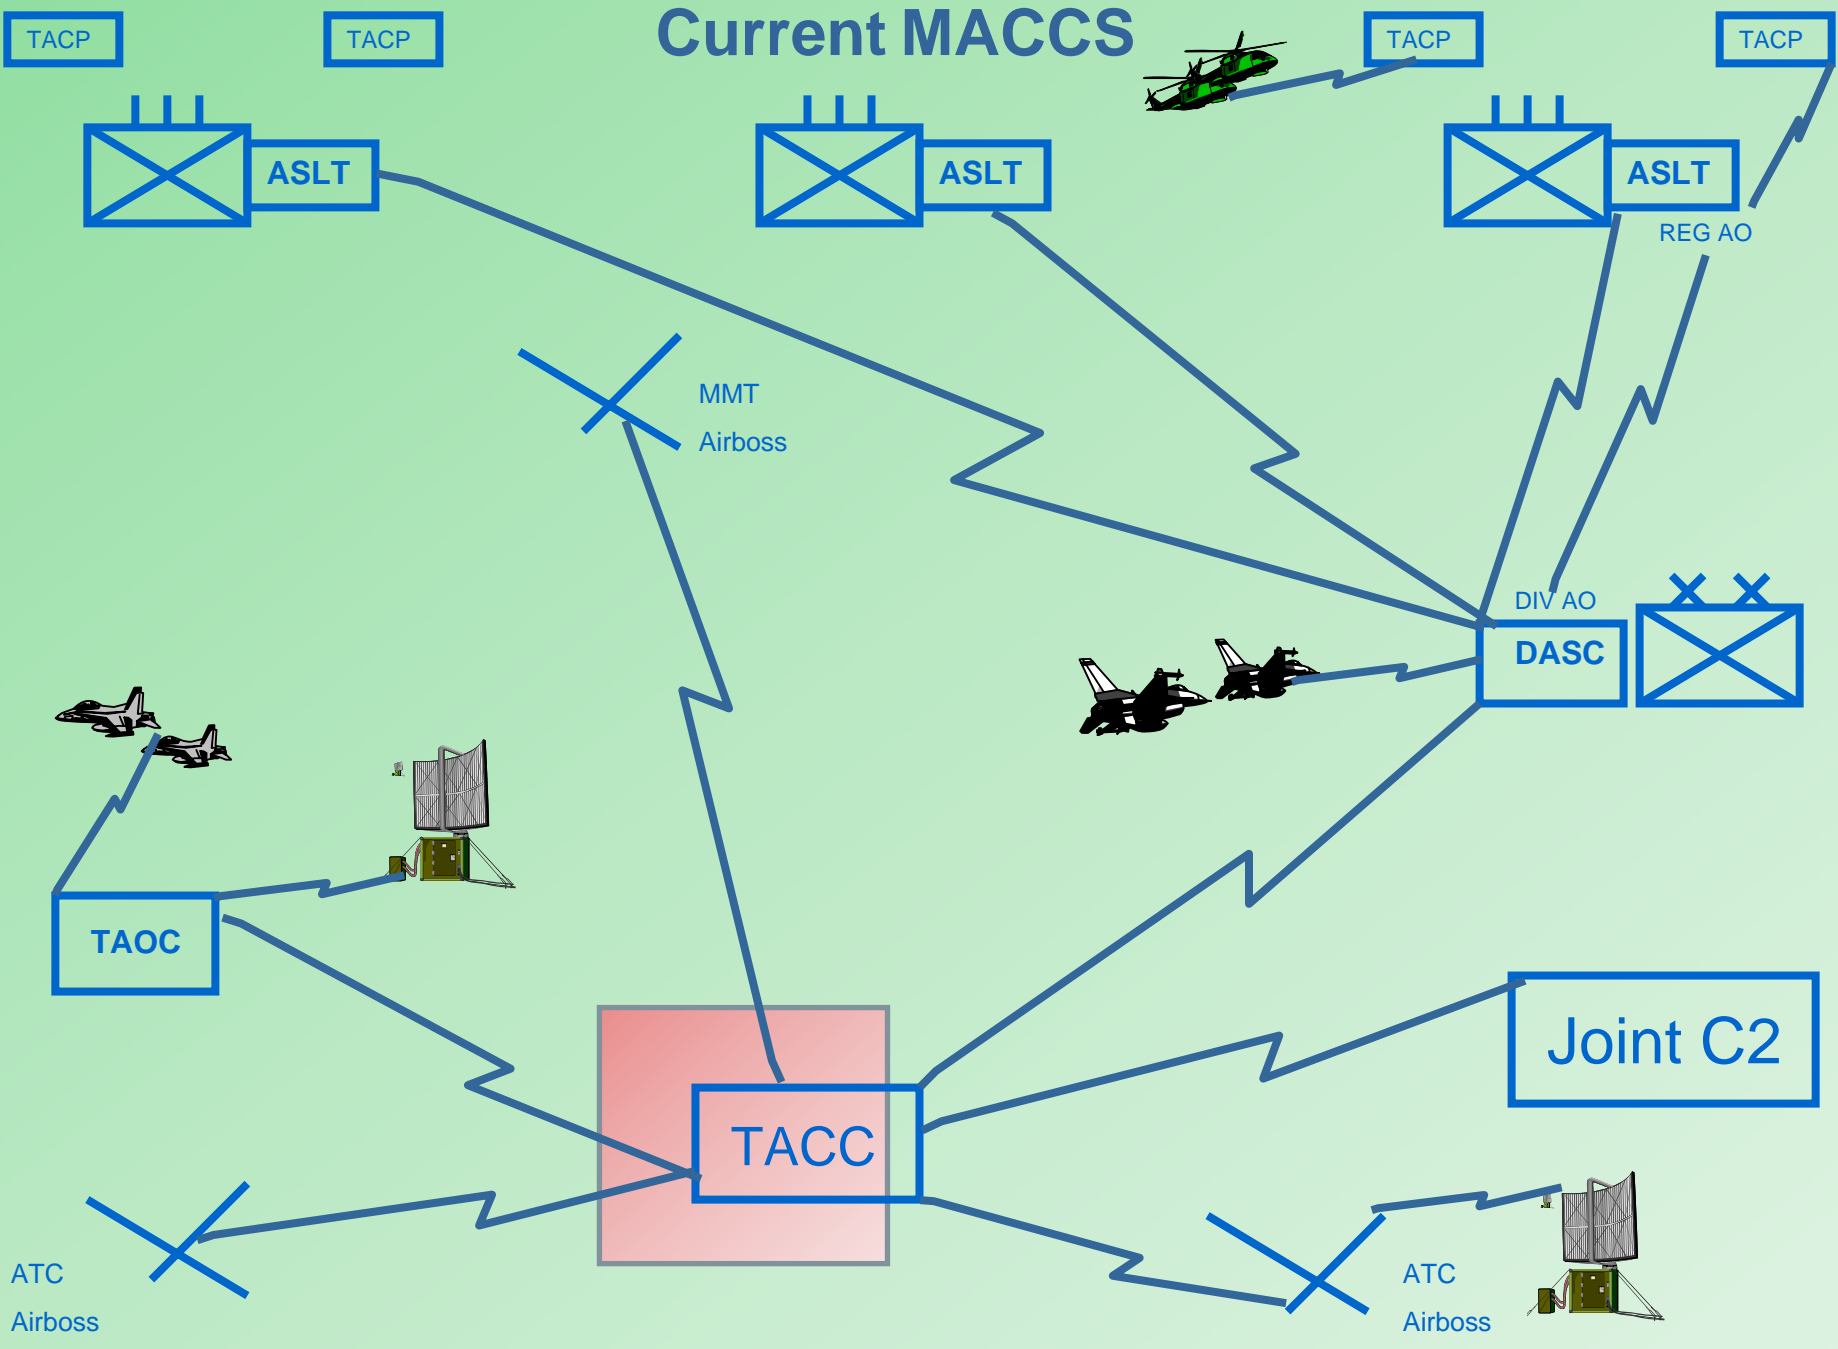 Current MACCS
TACP
TACP
TACP
TACP
ASLT
ASLT
ASLT
REG AO
MMT
Airboss
DIV AO
DASC
TAOC
Joint C2
TACC
ATC
Airboss
ATC
Airboss